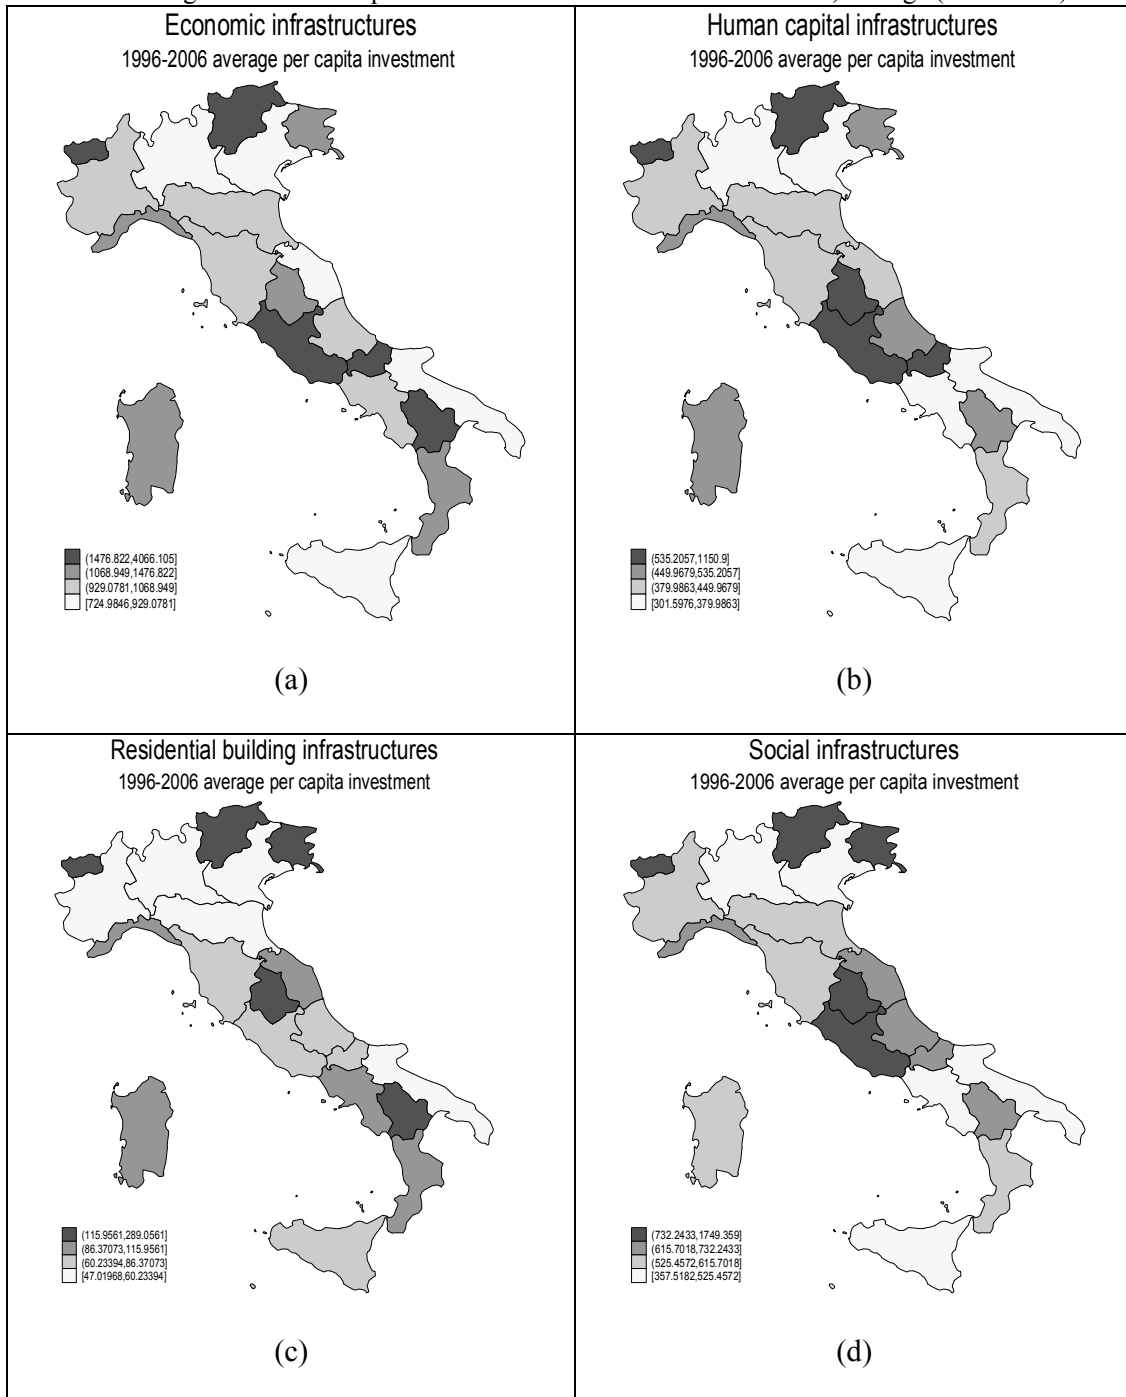 Economic infrastructures
1996-2006 average per capita investment
(1476.822,4066.105]
(1068.949,1476.822]
(929.0781,1068.949]
[724.9846,929.0781]
(a)
Human capital infrastructures
1996-2006 average per capita investment
(535.2057,1150.9]
(449.9679,535.2057]
(379.9863,449.9679]
[301.5976,379.9863]
(b)
Residential building infrastructures
1996-2006 average per capita investment
(115.9561,289.0561]
(86.37073,115.9561]
(60.23394,86.37073]
[47.01968,60.23394]
(c)
Social infrastructures
1996-2006 average per capita investment
(732.2433,1749.359]
(615.7018,732.2433]
(525.4572,615.7018]
[357.5182,525.4572]
(d)